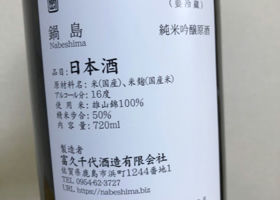 (要冷蔵)
鍋島
Nabeshima
純米吟醸原酒
品目:日本酒
原材料名:米(国産)、米麹(国産米)
アルコール分:16度
使用米:雄山錦100%
精米歩合:50%
内容量:720ml
製造者
富久千代酒造有限会社
佐賀県鹿島市浜町1244番地1
TEL 0954-62-3727
URL https://nabeshima.biz